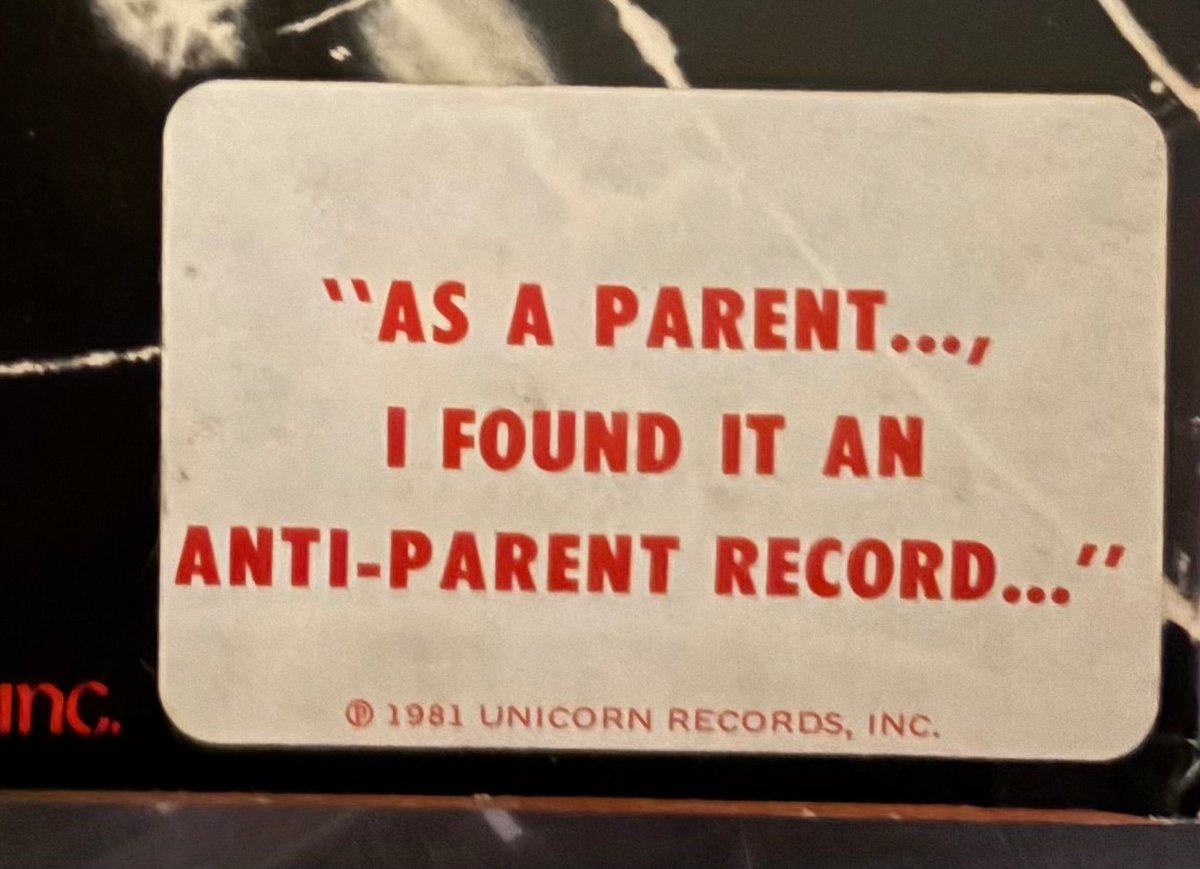 "AS A PARENT...,
I FOUND IT AN
ANTI-PARENT RECORD..."
inc.
℗ 1981 UNICORN RECORDS, INC.